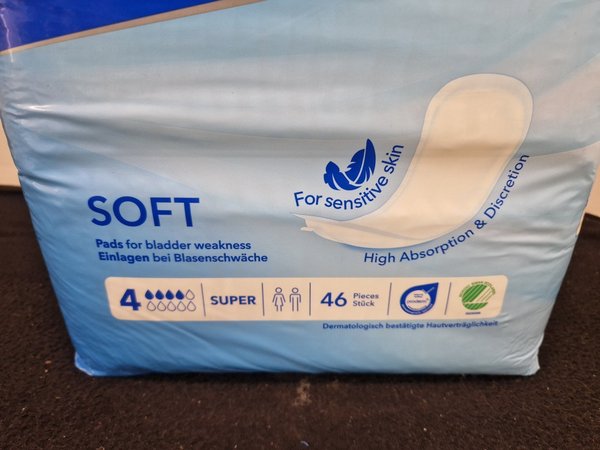 For sensitive skin
High Absorption & Discretion
SOFT
Pads for bladder weakness
Einlagen bei Blasenschwäche
4 SUPER 46 Pieces
Stück
Dermatologisch bestätigte Hautverträglichkeit